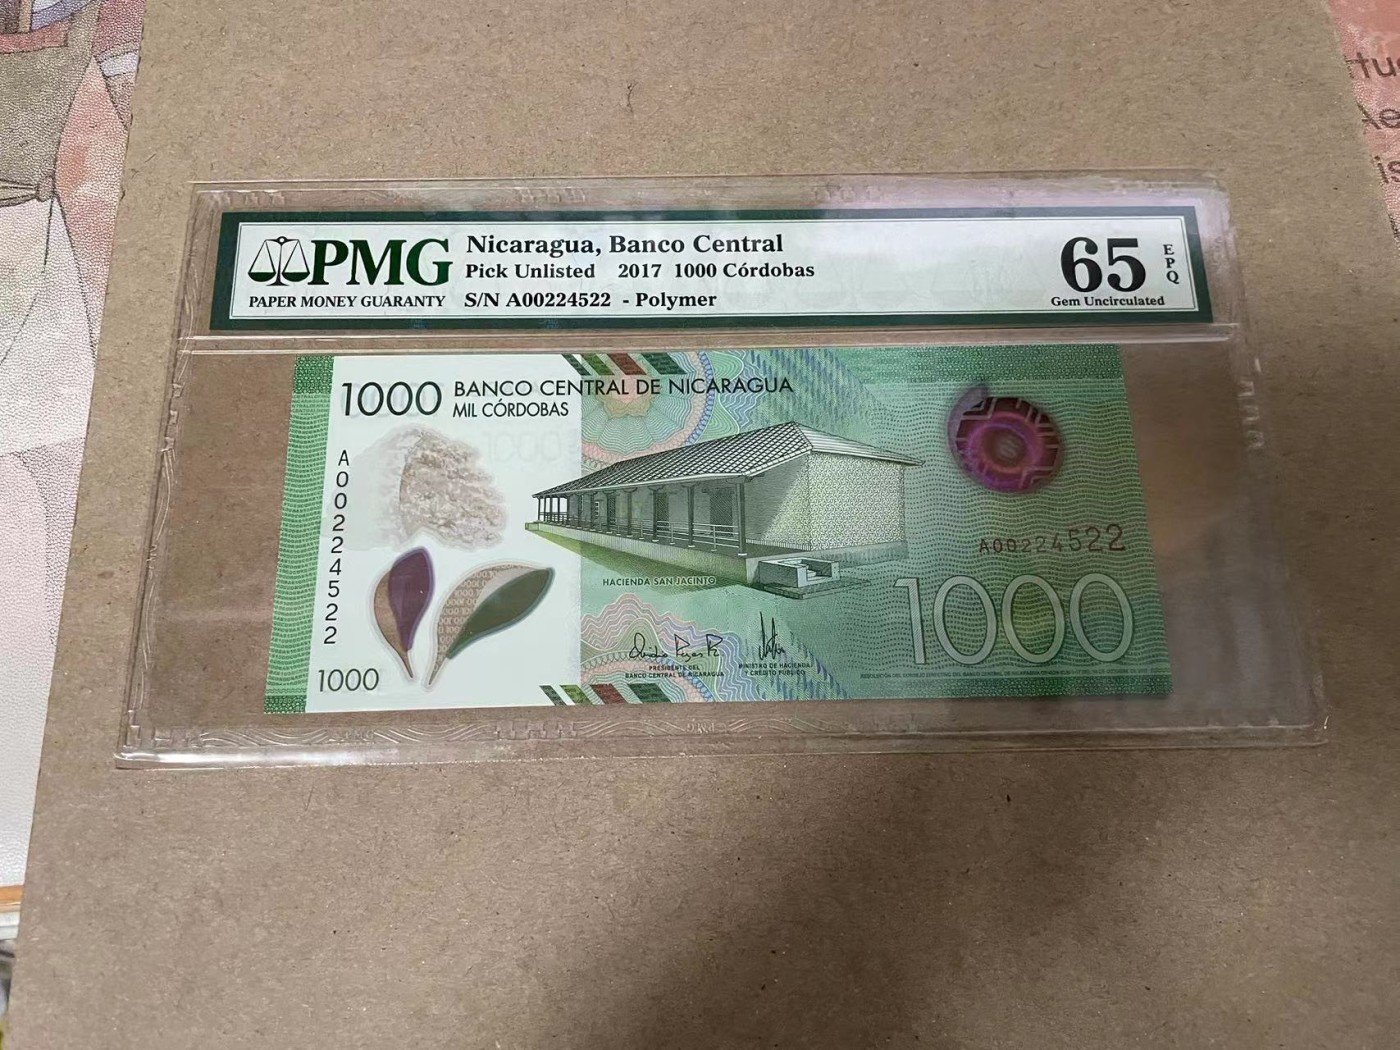 PMG
PAPER MONEY GUARANTY
Nicaragua, Banco Central
Pick Unlisted 2017 1000 Córdobas
S/N A00224522 - Polymer
65
EPQ
Gem Uncirculated
1000 BANCO CENTRAL DE NICARAGUA
MIL CÓRDOBAS
A00224522
A00224522
HACIENDA SAN JACINTO
1000
PRESIDENTE DEL
BANCO CENTRAL DE NICARAGUA
MINISTRO DE HACIENDA
Y CRÉDITO PÚBLICO
1000